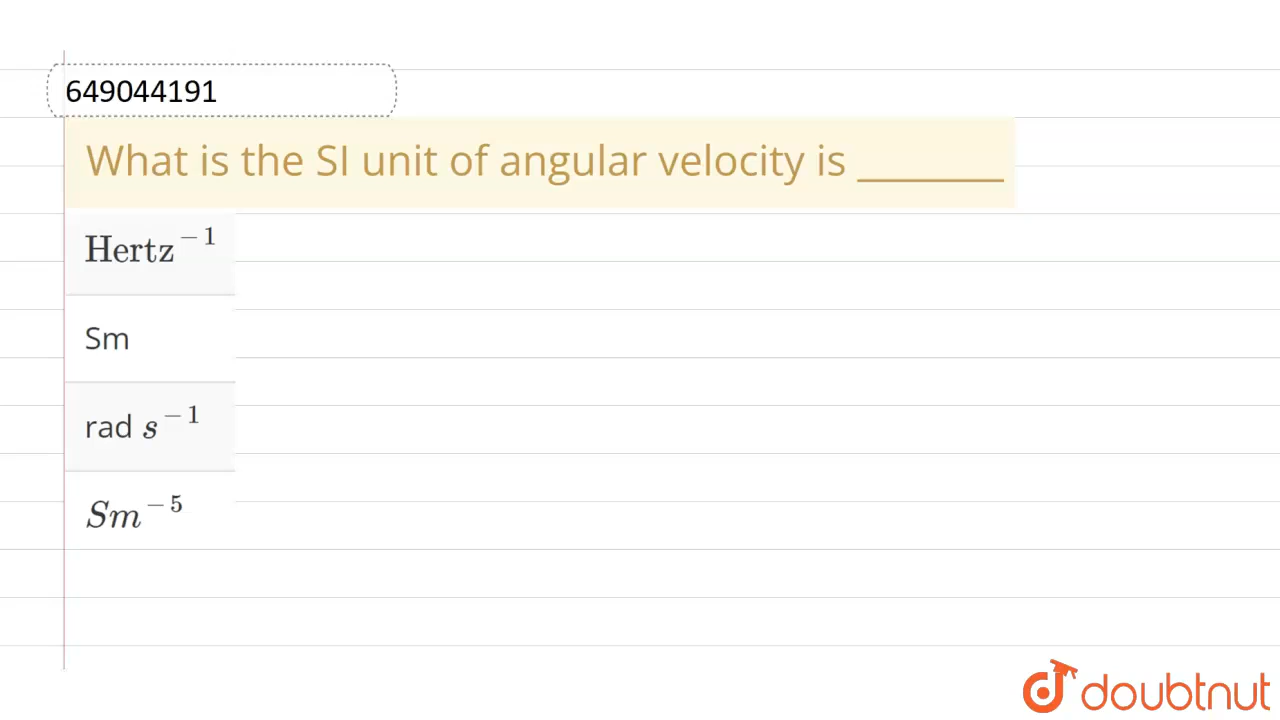 649044191
What is the SI unit of angular velocity is ________
Hertz⁻¹
Sm
rad s⁻¹
Sm⁻⁵
doubtnut